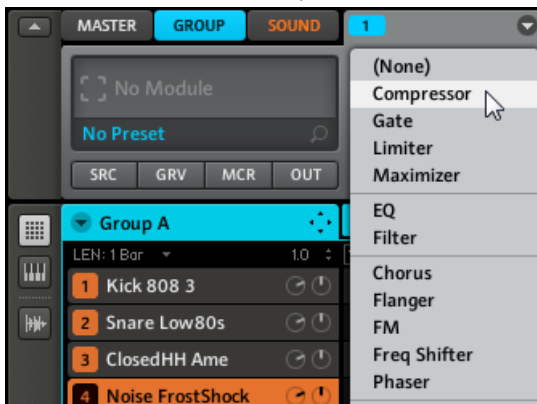 MASTER GROUP SOUND 1
No Module
No Preset
SRC GRV MCR OUT
Group A
LEN: 1 Bar 1.0
1 Kick 808 3
2 Snare Low80s
3 ClosedHH Ame
4 Noise FrostShock
(None)
Compressor
Gate
Limiter
Maximizer
EQ
Filter
Chorus
Flanger
FM
Freq Shifter
Phaser